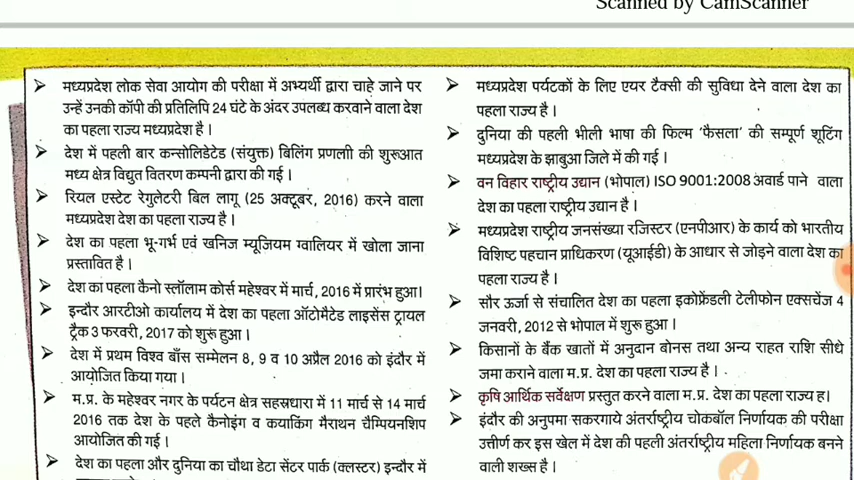 Scanned by CamScanner
मध्यप्रदेश लोक सेवा आयोग की परीक्षा में अभ्यर्थी द्वारा चाहे जाने पर
उन्हें उनकी कॉपी की प्रतिलिपि 24 घंटे के अंदर उपलब्ध करवाने वाला देश
का पहला राज्य मध्यप्रदेश है।
देश में पहली बार कन्सोलिडेटेड (संयुक्त) बिलिंग प्रणली की शुरूआत
मध्य क्षेत्र विद्युत वितरण कम्पनी द्वारा की गई।
रियल एस्टेट रेगुलेटरी बिल लागू (25 अक्टूबर, 2016) करने वाला
मध्यप्रदेश देश का पहला राज्य है।
देश का पहला भू-गर्भ एवं खनिज म्यूजियम ग्वालियर में खोला जाना
प्रस्तावित है।
देश का पहला कैनो स्लॉलाम कोर्स महेश्वर में मार्च, 2016 में प्रारंभ हुआ।
इन्दौर आरटीओ कार्यालय में देश का पहला ऑटोमैटेड लाइसेंस ट्रायल
ट्रैक 3 फरवरी, 2017 को शुरू हुआ।
देश में प्रथम विश्व बाँस सम्मेलन 8, 9 व 10 अप्रैल 2016 को इंदौर में
आयोजित किया गया।
म.प्र. के महेश्वर नगर के पर्यटन क्षेत्र सहस्रधारा में 11 मार्च से 14 मार्च
2016 तक देश के पहले कैनोइंग व कयाकिंग मैराथन चैम्पियनशिप
आयोजित की गई।
देश का पहला और दुनिया का चौथा डेटा सेंटर पार्क (क्लस्टर) इन्दौर में
मध्यप्रदेश पर्यटकों के लिए एयर टैक्सी की सुविधा देने वाला देश का
पहला राज्य है।
दुनिया की पहली भीली भाषा की फिल्म 'फैसला' की सम्पूर्ण शूटिंग
मध्यप्रदेश के झाबुआ जिले में की गई।
वन विहार राष्ट्रीय उद्यान (भोपाल) ISO 9001:2008 अवार्ड पाने वाला
देश का पहला राष्ट्रीय उद्यान है।
मध्यप्रदेश राष्ट्रीय जनसंख्या रजिस्टर (एनपीआर) के कार्य को भारतीय
विशिष्ट पहचान प्राधिकरण (यूआईडी) के आधार से जोड़ने वाला देश का
पहला राज्य है।
सौर ऊर्जा से संचालित देश का पहला इकोफ्रेंडली टेलीफोन एक्सचेंज 4
जनवरी, 2012 से भोपाल में शुरू हुआ।
किसानों के बैंक खातों में अनुदान बोनस तथा अन्य राहत राशि सीधे
जमा कराने वाला म.प्र. देश का पहला राज्य है।
कृषि आर्थिक सर्वेक्षण प्रस्तुत करने वाला म.प्र. देश का पहला राज्य ह।
इंदौर की अनुपमा सकरगाये अंतर्राष्ट्रीय चोकबॉल निर्णायक की परीक्षा
उत्तीर्ण कर इस खेल में देश की पहली अंतर्राष्ट्रीय महिला निर्णायक बनने
वाली शख्स है।